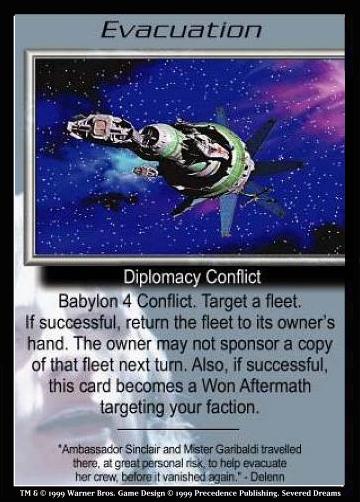 Evacuation
Diplomacy Conflict
Babylon 4 Conflict. Target a fleet.
If successful, return the fleet to its owner's
hand. The owner may not sponsor a copy
of that fleet next turn. Also, if successful,
this card becomes a Won Aftermath
targeting your faction.
"Ambassador Sinclair and Mister Garibaldi travelled
there, at great personal risk, to help evacuate
her crew, before it vanished again." - Delenn
TM & © 1999 Warner Bros. Game Design © 1999 Precedence Publishing. Severed Dreams